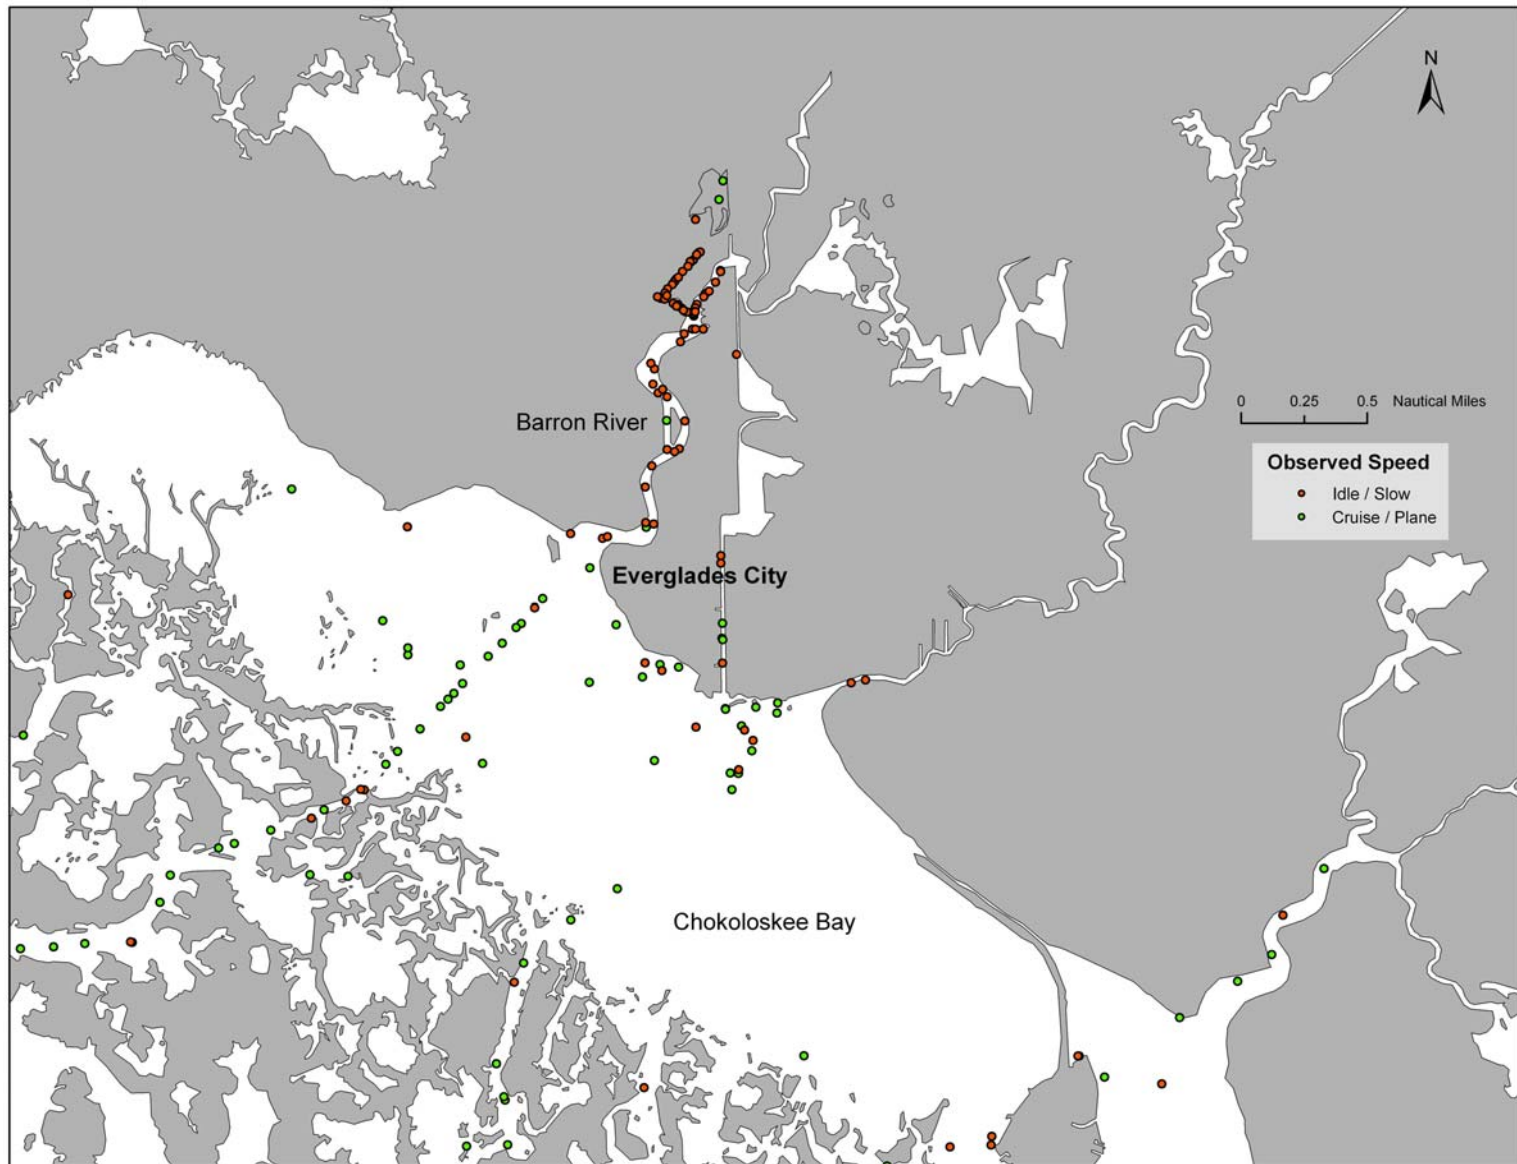 N
0 0.25 0.5 Nautical Miles
Barron River
Observed Speed
Idle / Slow
Cruise / Plane
Everglades City
Chokoloskee Bay